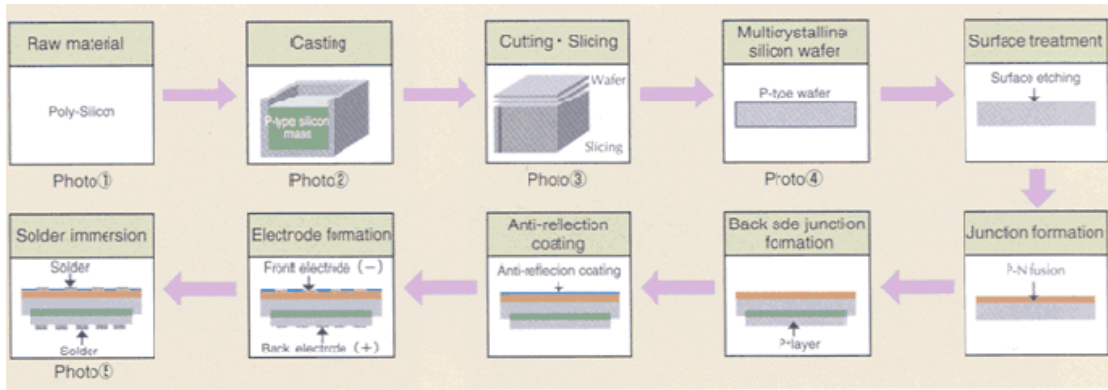 Raw material
Poly-Silicon
Photo①
Casting
P-type silicon
mass
Photo②
Cutting・Slicing
Wafer
Slicing
Photo③
Multicrystalline
silicon wafer
P-type wafer
Photo④
Surface treatment
Surface etching
Junction formation
P-N fusion
Back side junction
formation
P+layer
Anti-reflection
coating
Anti-reflection coating
Electrode formation
Front electrode (−)
Back electrode (+)
Solder immersion
Solder
Solder
Photo⑤